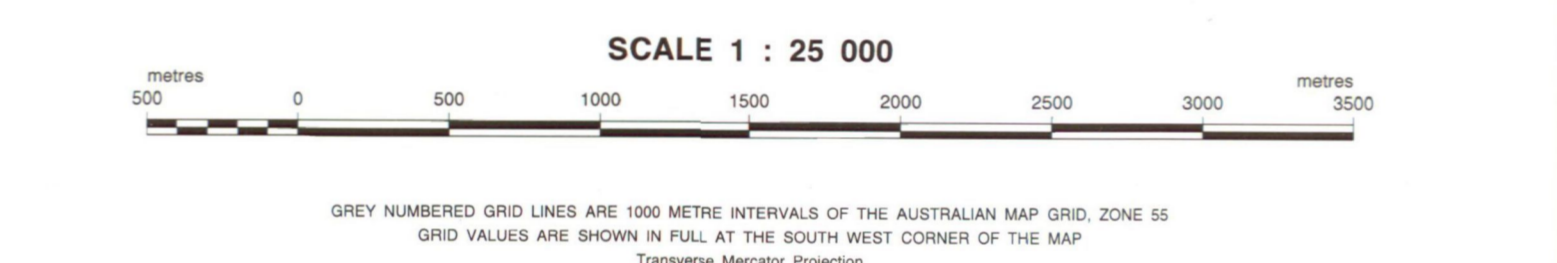 SCALE 1 : 25 000
metres metres
500 0 500 1000 1500 2000 2500 3000 3500
GREY NUMBERED GRID LINES ARE 1000 METRE INTERVALS OF THE AUSTRALIAN MAP GRID, ZONE 55
GRID VALUES ARE SHOWN IN FULL AT THE SOUTH WEST CORNER OF THE MAP
Transverse Mercator Projection